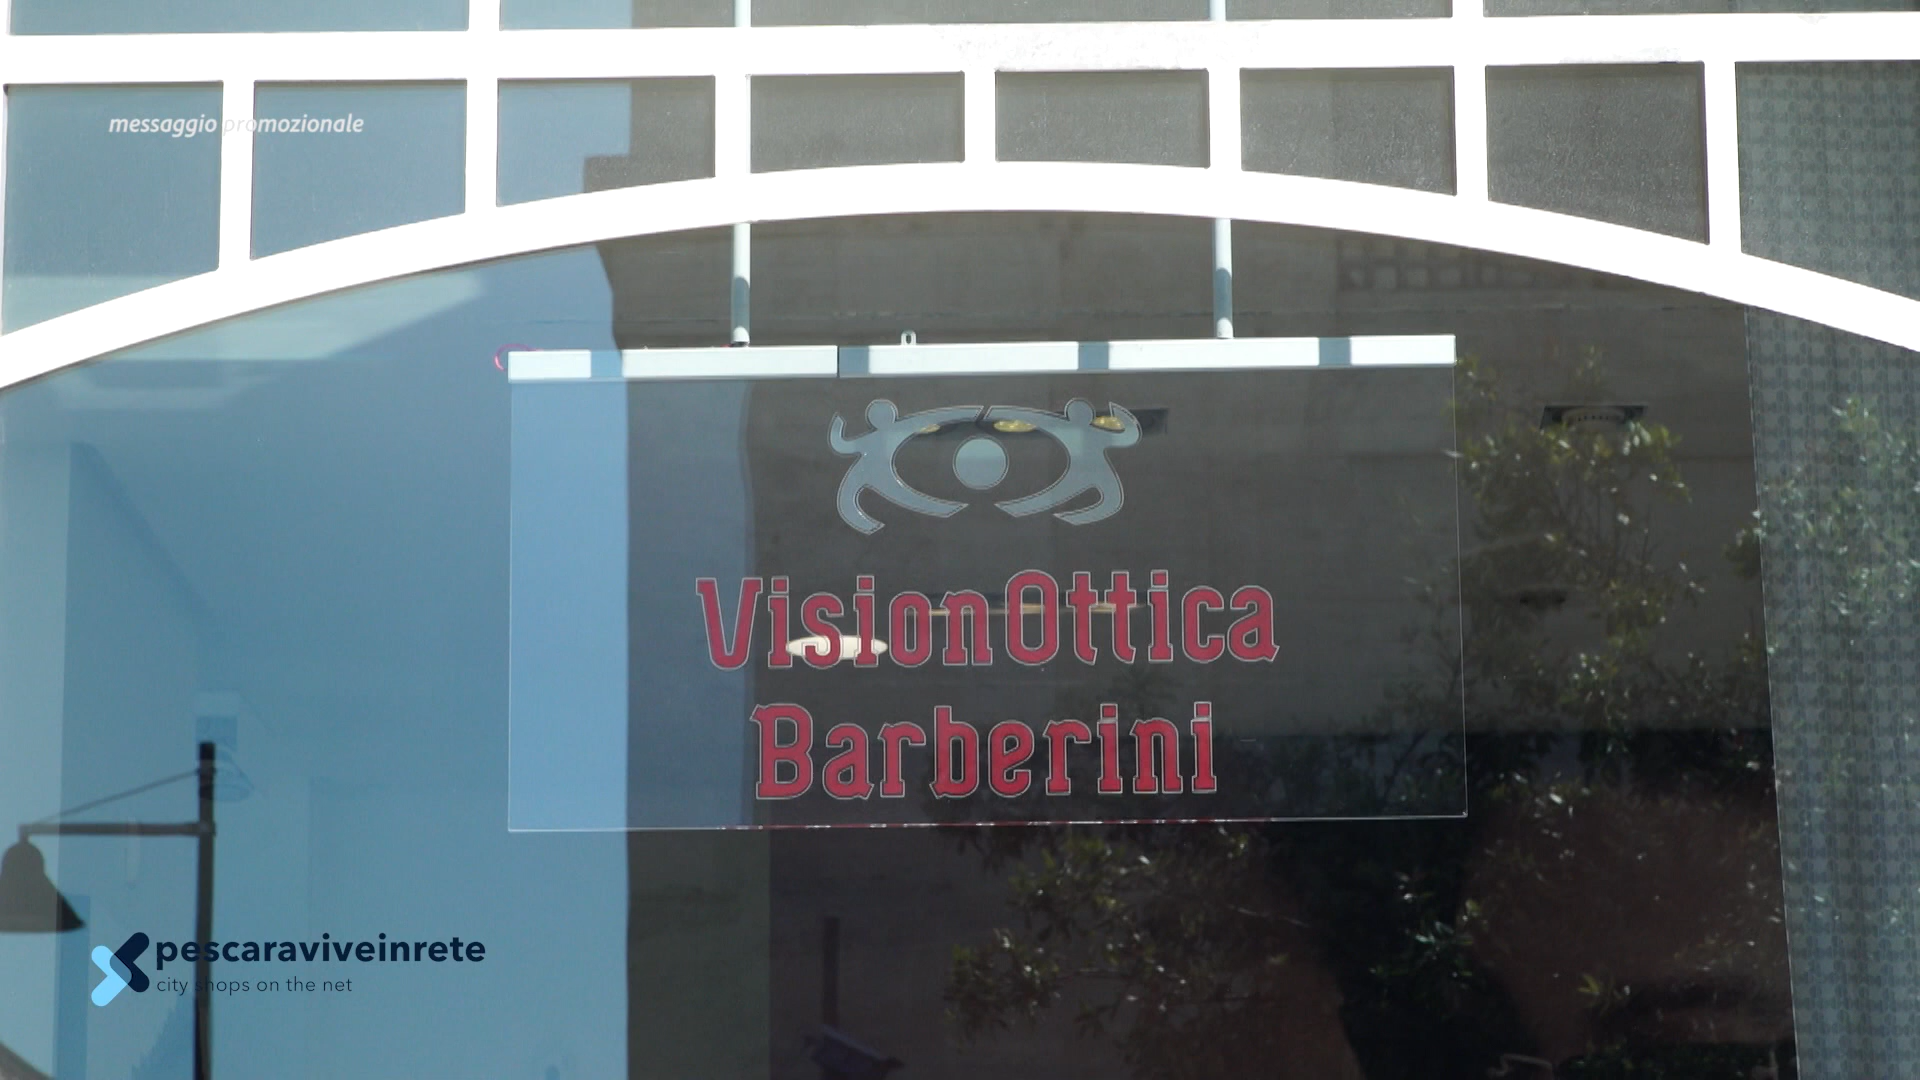 messaggio promozionale
VisionOttica
Barberini
pescaraviveinrete
city shops on the net